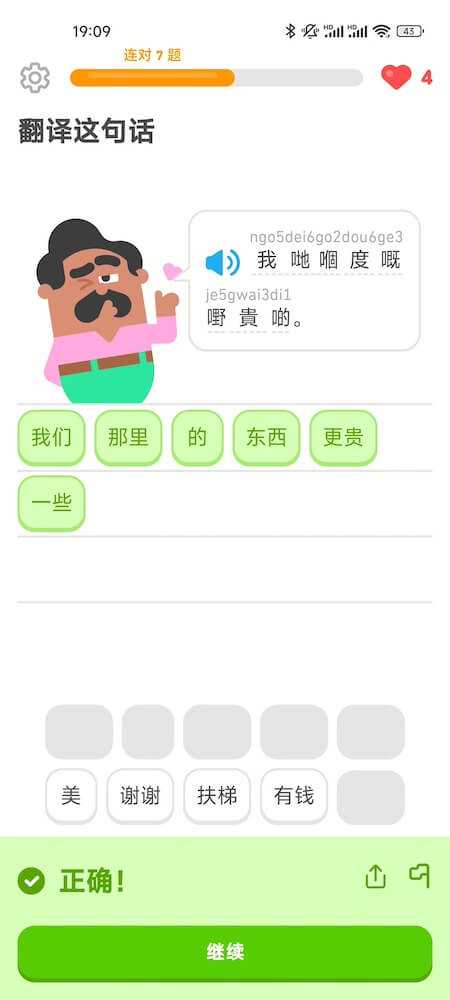 19:09
HD HD 43
连对 7 题
4
翻译这句话
ngo5dei6go2dou6ge3
我 哋 嗰 度 嘅
je5gwai3di1
嘢 貴 啲。
我们 那里 的 东西 更贵
一些
美 谢谢 扶梯 有钱
正确！
继续